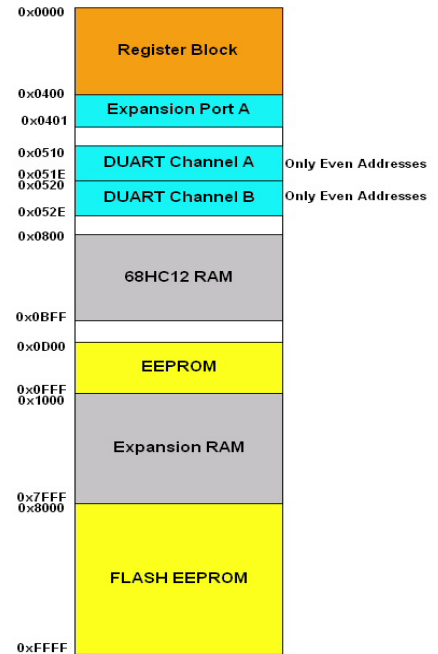 0x0000
Register Block
0x0400
Expansion Port A
0x0401
0x0510
DUART Channel A Only Even Addresses
0x051E
0x0520
DUART Channel B Only Even Addresses
0x052E
0x0800
68HC12 RAM
0x0BFF
0x0D00
EEPROM
0x0FFF
0x1000
Expansion RAM
0x7FFF
0x8000
FLASH EEPROM
0xFFFF